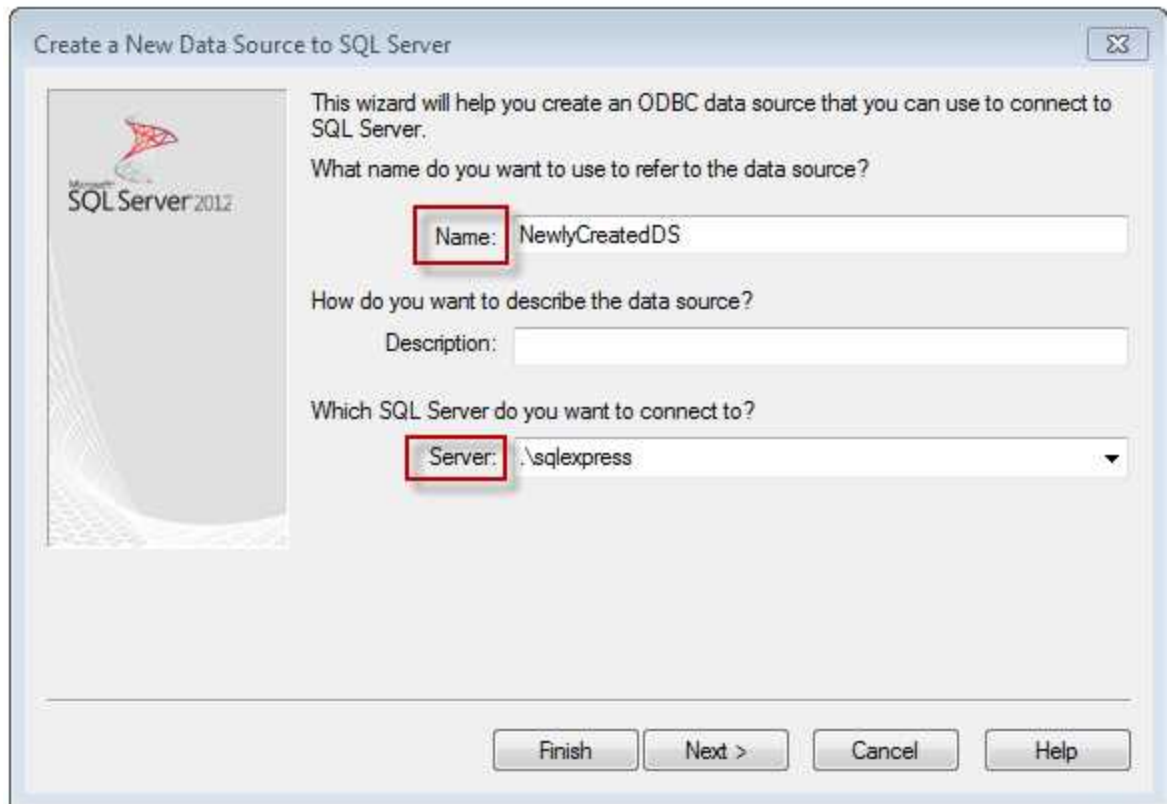 Create a New Data Source to SQL Server
This wizard will help you create an ODBC data source that you can use to connect to
SQL Server.
What name do you want to use to refer to the data source?
Microsoft
SQL Server 2012
Name: NewlyCreatedDS
How do you want to describe the data source?
Description:
Which SQL Server do you want to connect to?
Server: .\sqlexpress
Finish
Next >
Cancel
Help